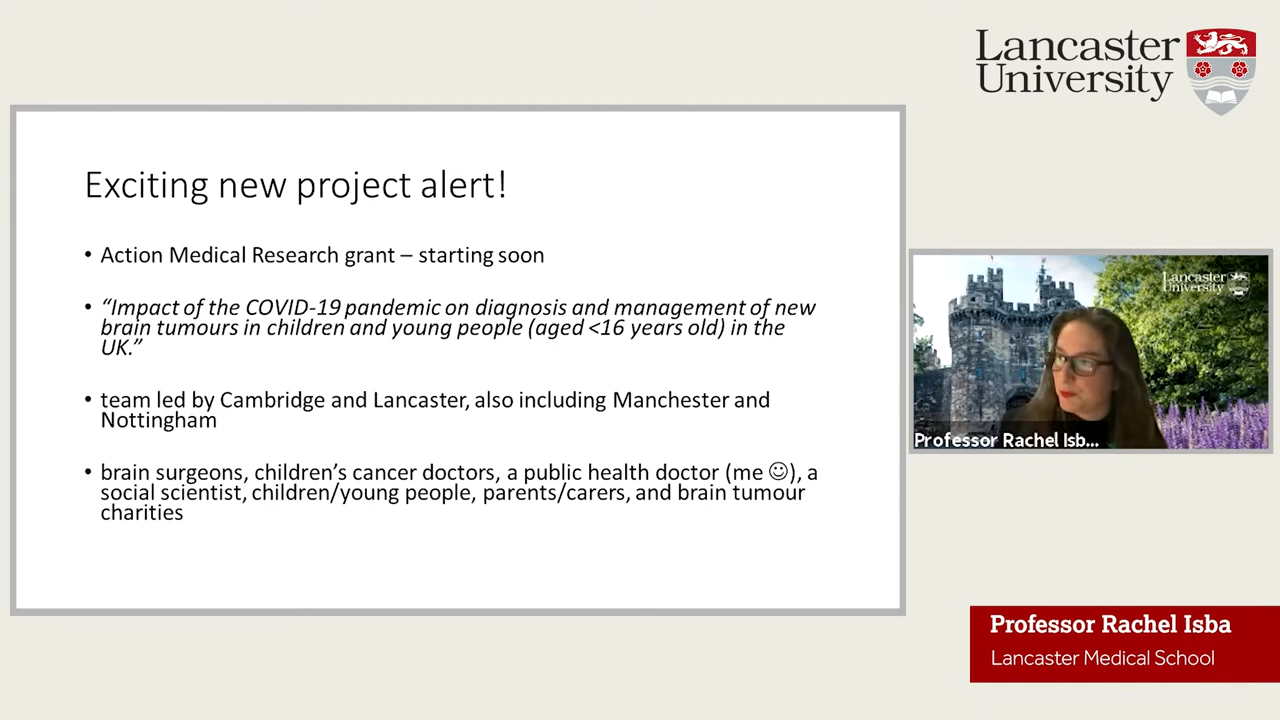 Lancaster
University
Exciting new project alert!
• Action Medical Research grant – starting soon
• “Impact of the COVID-19 pandemic on diagnosis and management of new
brain tumours in children and young people (aged <16 years old) in the
UK.”
• team led by Cambridge and Lancaster, also including Manchester and
Nottingham
• brain surgeons, children’s cancer doctors, a public health doctor (me ☺), a
social scientist, children/young people, parents/carers, and brain tumour
charities
Lancaster
University
Professor Rachel Isb...
Professor Rachel Isba
Lancaster Medical School